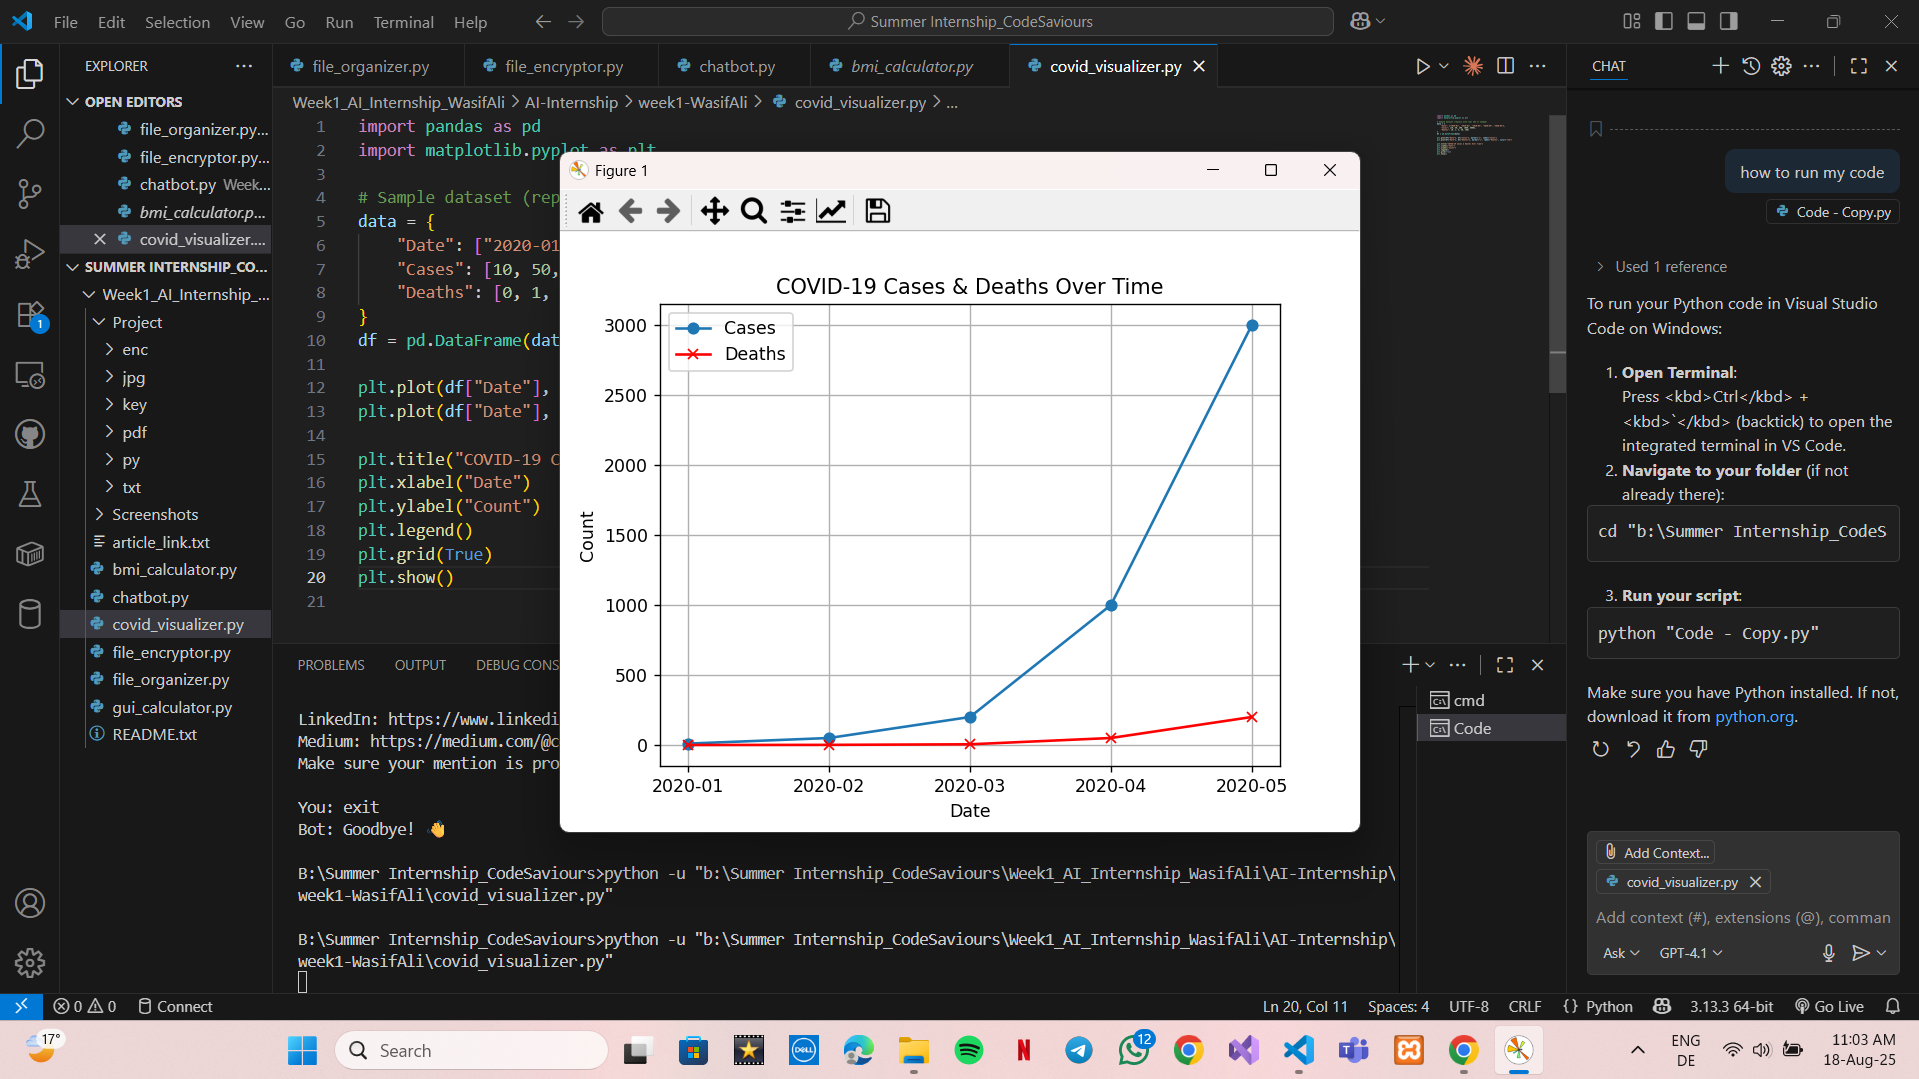 File Edit Selection View Go Run Terminal Help
Summer Internship_CodeSaviours
EXPLORER
OPEN EDITORS
file_organizer.py...
file_encryptor.py...
chatbot.py Week...
bmi_calculator.p...
covid_visualizer....
SUMMER INTERNSHIP_CO...
Week1_AI_Internship_...
Project
enc
jpg
key
pdf
py
txt
Screenshots
article_link.txt
bmi_calculator.py
chatbot.py
covid_visualizer.py
file_encryptor.py
file_organizer.py
gui_calculator.py
README.txt
1
file_organizer.py file_encryptor.py chatbot.py bmi_calculator.py covid_visualizer.py
Week1_AI_Internship_WasifAli > AI-Internship > week1-WasifAli > covid_visualizer.py > ...
1 import pandas as pd
2 import matplotlib.pyplot as plt
3
4 # Sample dataset (rep
5 data = {
6 "Date": ["2020-01
7 "Cases": [10, 50,
8 "Deaths": [0, 1,
9 }
10 df = pd.DataFrame(dat
11
12 plt.plot(df["Date"],
13 plt.plot(df["Date"],
14
15 plt.title("COVID-19 C
16 plt.xlabel("Date")
17 plt.ylabel("Count")
18 plt.legend()
19 plt.grid(True)
20 plt.show()
21
Figure 1
COVID-19 Cases & Deaths Over Time
Cases
Deaths
3000
2500
2000
1500
1000
500
0
Count
2020-01 2020-02 2020-03 2020-04 2020-05
Date
PROBLEMS OUTPUT DEBUG CONS
LinkedIn: https://www.linkedi
Medium: https://medium.com/@c
Make sure your mention is pro
You: exit
Bot: Goodbye! 👋
B:\Summer Internship_CodeSaviours>python -u "b:\Summer Internship_CodeSaviours\Week1_AI_Internship_WasifAli\AI-Internship\
week1-WasifAli\covid_visualizer.py"
B:\Summer Internship_CodeSaviours>python -u "b:\Summer Internship_CodeSaviours\Week1_AI_Internship_WasifAli\AI-Internship\
week1-WasifAli\covid_visualizer.py"
cmd
Code
CHAT
how to run my code
Code - Copy.py
Used 1 reference
To run your Python code in Visual Studio
Code on Windows:
1. Open Terminal:
Press <kbd>Ctrl</kbd> +
<kbd>`</kbd> (backtick) to open the
integrated terminal in VS Code.
2. Navigate to your folder (if not
already there):
cd "b:\Summer Internship_CodeS
3. Run your script:
python "Code - Copy.py"
Make sure you have Python installed. If not,
download it from python.org.
Add Context...
covid_visualizer.py
Add context (#), extensions (@), comman
Ask GPT-4.1
0 0 Connect
Ln 20, Col 11 Spaces: 4 UTF-8 CRLF {} Python 3.13.3 64-bit Go Live
17°
Search
DELL
N
12
ENG
DE
11:03 AM
18-Aug-25